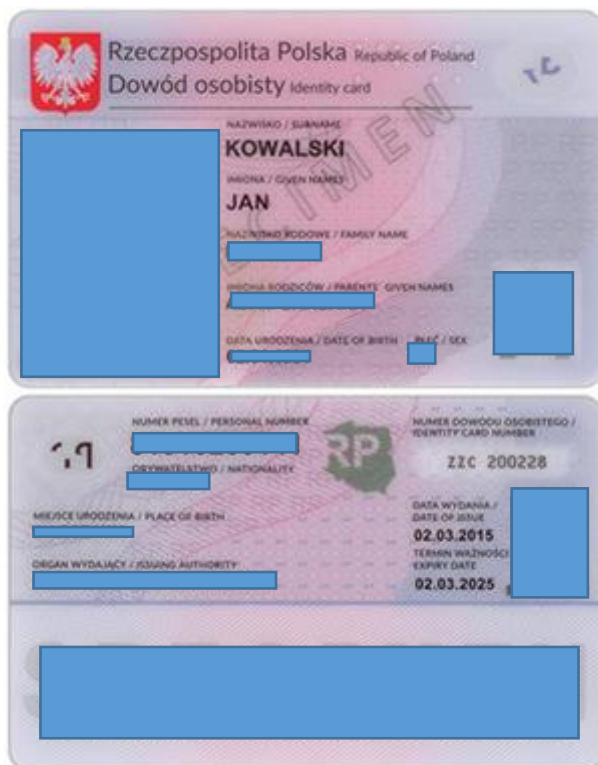 Rzeczpospolita Polska Republic of Poland
Dowód osobisty Identity card
NAZWISKO / SURNAME
KOWALSKI
IMIONA / GIVEN NAMES
JAN
NAZWISKO RODOWE / FAMILY NAME
IMIONA RODZICÓW / PARENTS' GIVEN NAMES
DATA URODZENIA / DATE OF BIRTH PŁEĆ / SEX
SPECIMEN
NUMER PESEL / PERSONAL NUMBER
OBYWATELSTWO / NATIONALITY
MIEJSCE URODZENIA / PLACE OF BIRTH
ORGAN WYDAJĄCY / ISSUING AUTHORITY
RP
NUMER DOWODU OSOBISTEGO /
IDENTITY CARD NUMBER
ZZC 200228
DATA WYDANIA /
DATE OF ISSUE
02.03.2015
TERMIN WAŻNOŚCI
EXPIRY DATE
02.03.2025